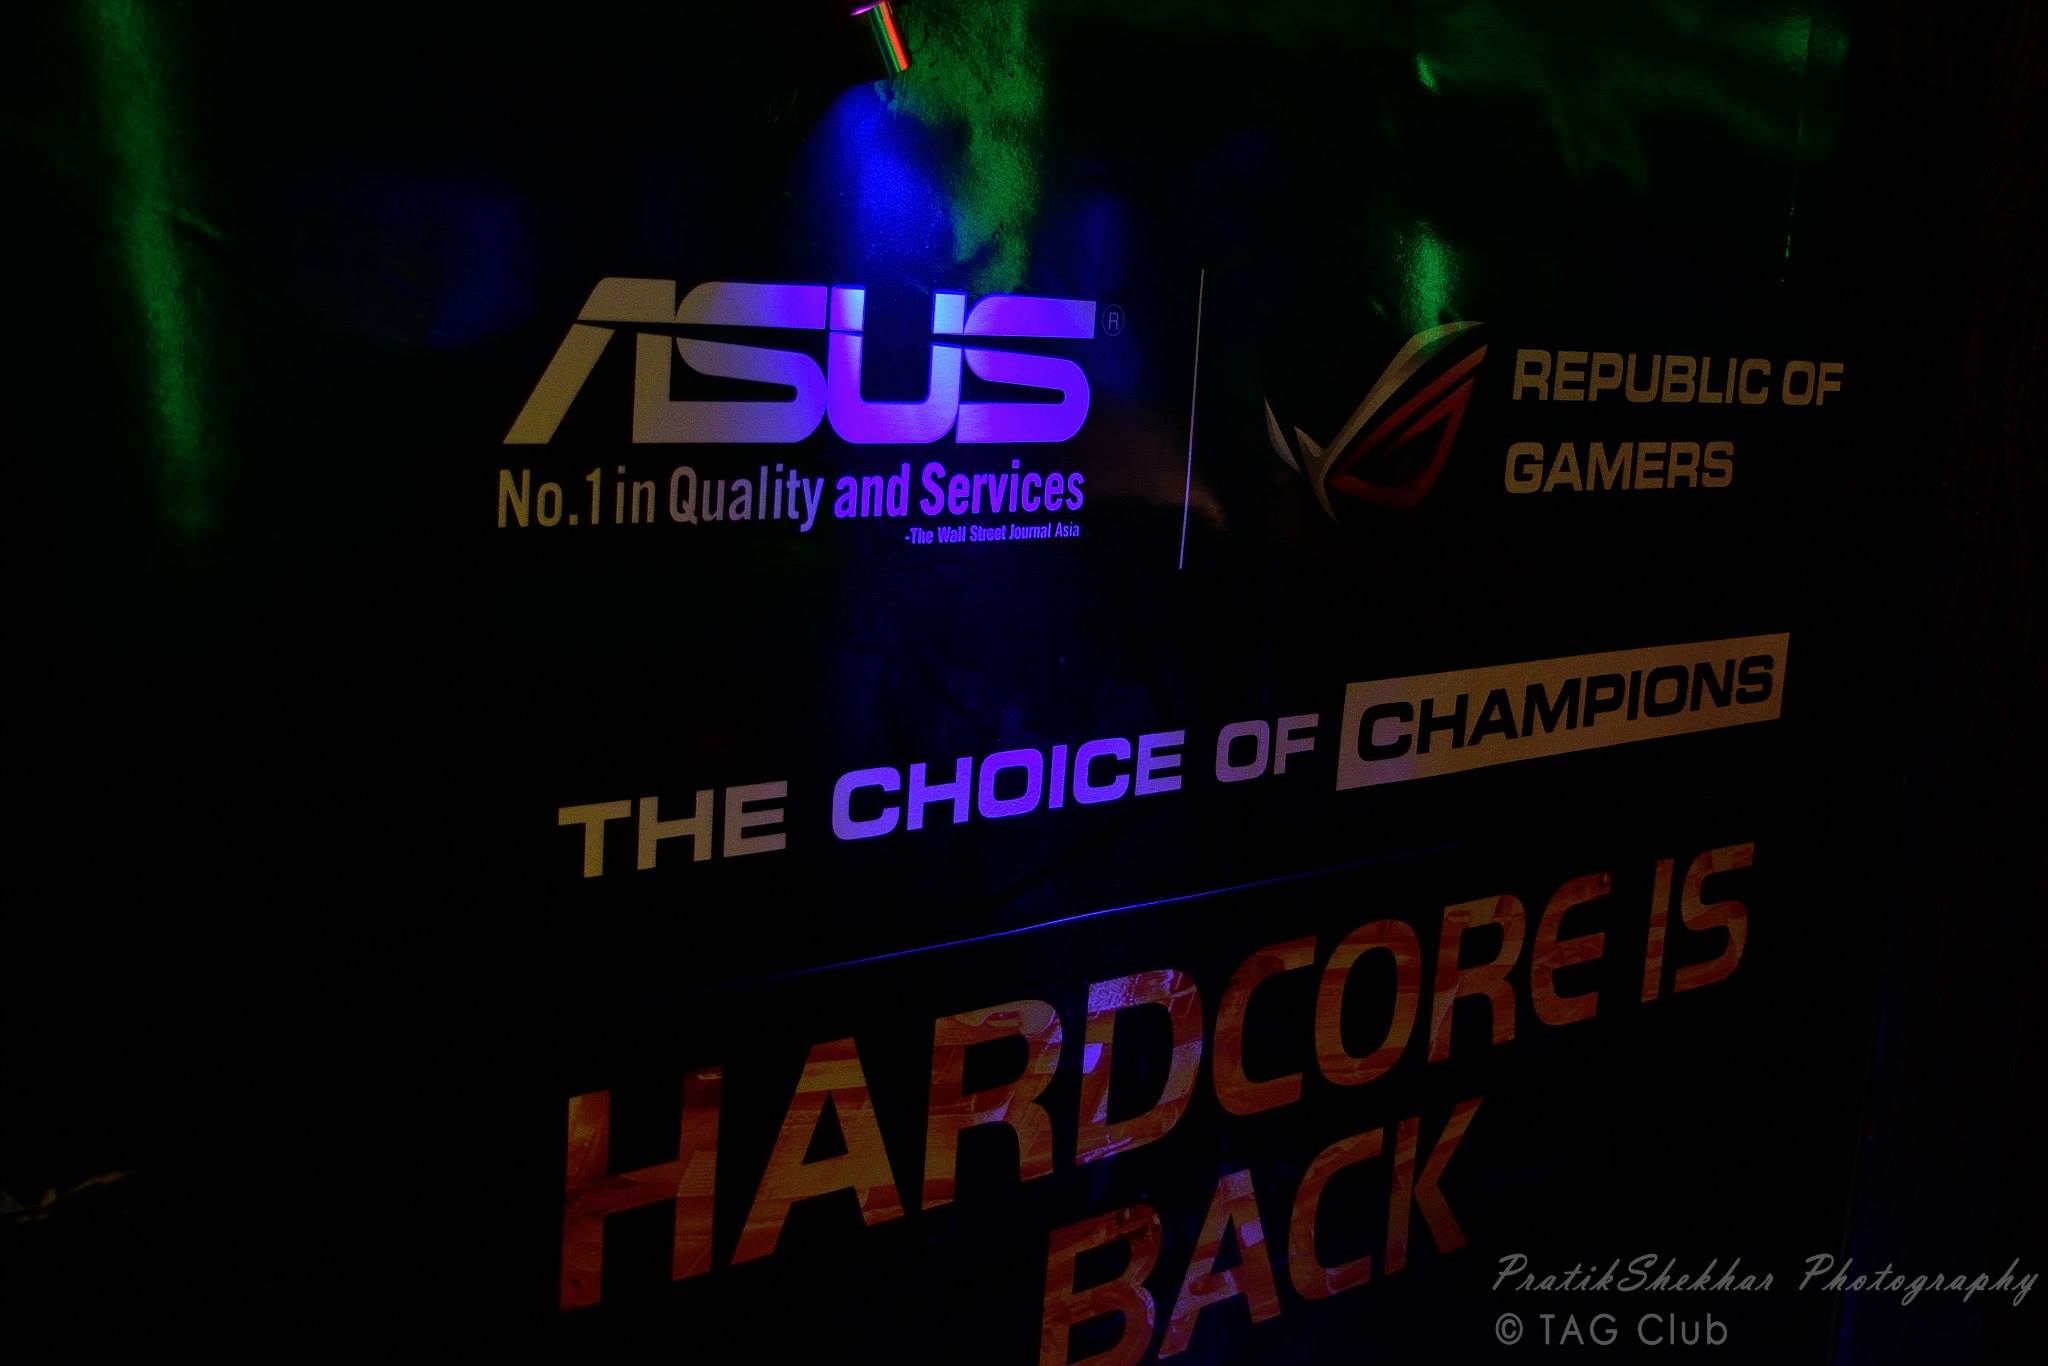 ASUS®
No.1 in Quality and Services
-The Wall Street Journal Asia
REPUBLIC OF
GAMERS
THE CHOICE OF CHAMPIONS
HARDCORE IS
BACK
PratikShekhar Photography
© TAG Club